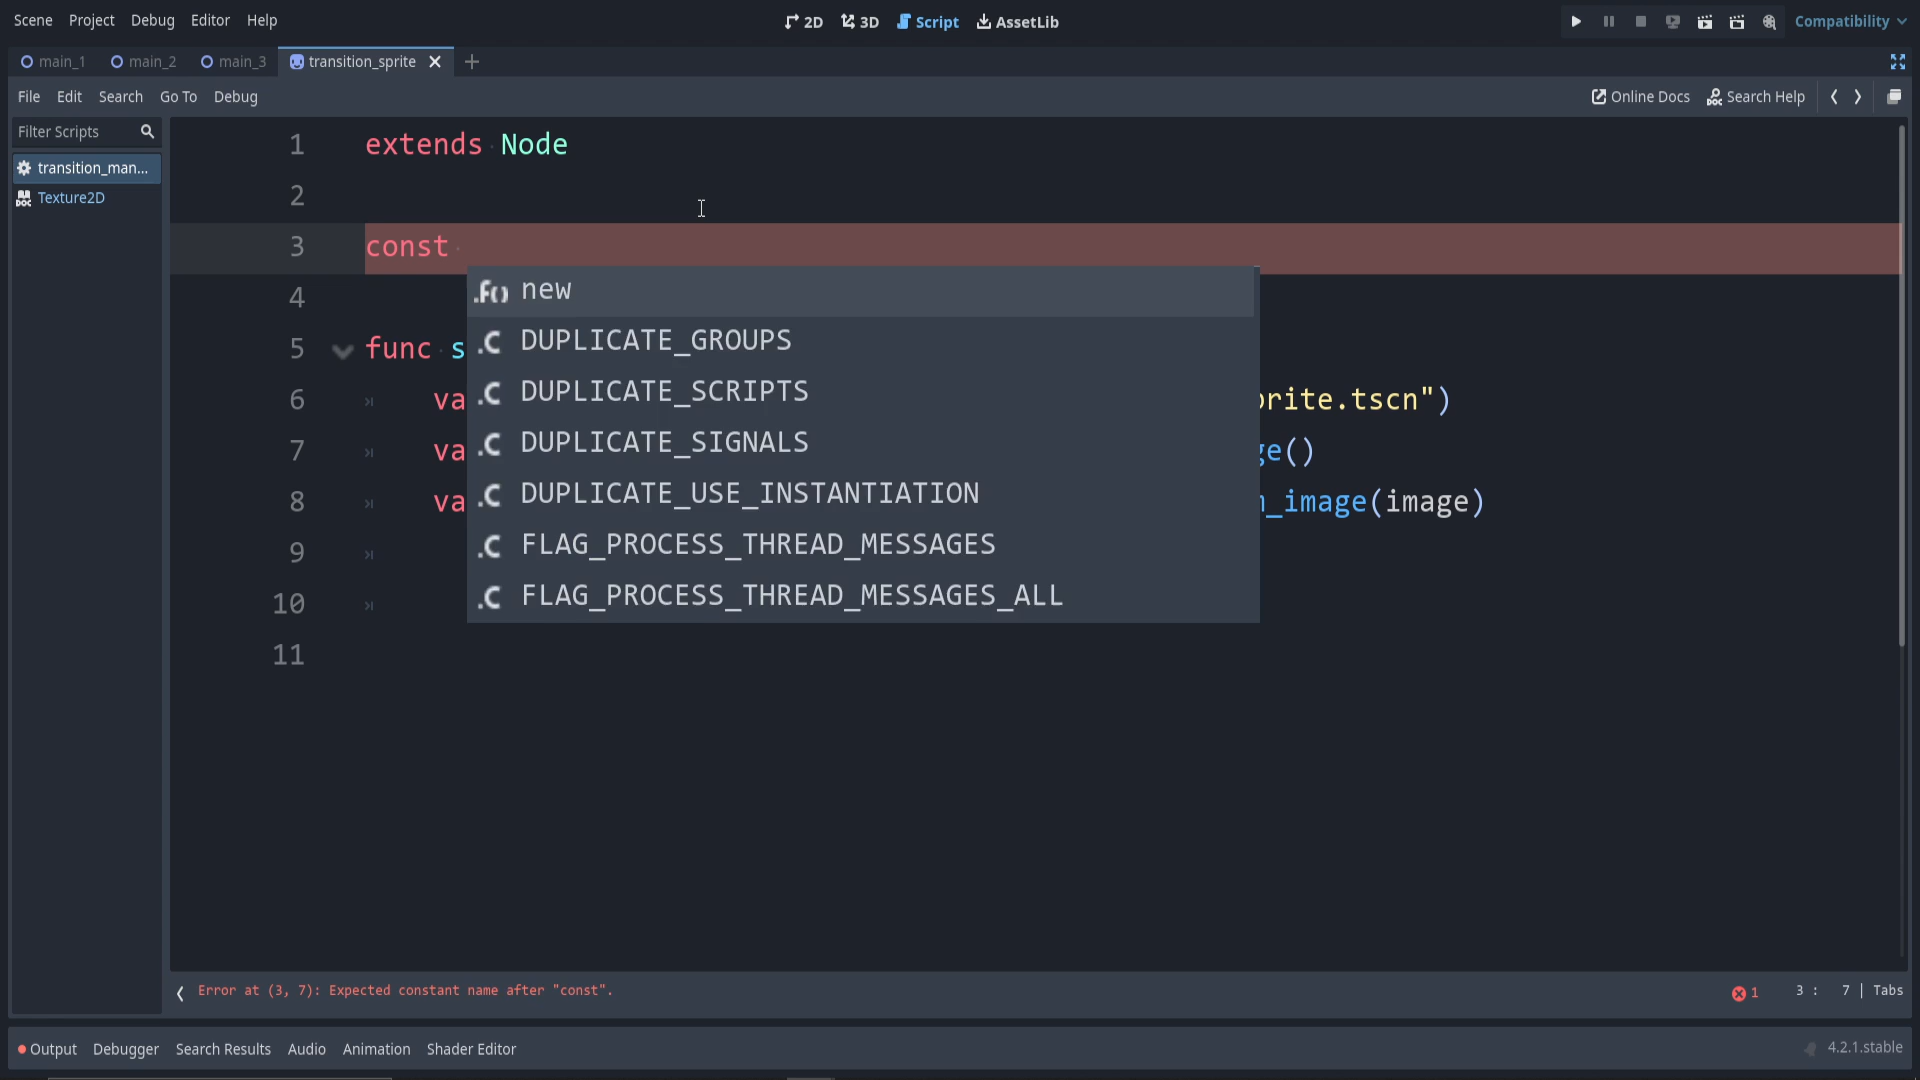 Scene Project Debug Editor Help 2D 3D Script AssetLib Compatibility
main_1 main_2 main_3 transition_sprite
File Edit Search Go To Debug Online Docs Search Help
Filter Scripts
transition_man...
Texture2D
1 extends Node
2
3 const
4
5 func s
6 va rite.tscn")
7 va e()
8 va _image(image)
9
10
11
new
DUPLICATE_GROUPS
DUPLICATE_SCRIPTS
DUPLICATE_SIGNALS
DUPLICATE_USE_INSTANTIATION
FLAG_PROCESS_THREAD_MESSAGES
FLAG_PROCESS_THREAD_MESSAGES_ALL
Error at (3, 7): Expected constant name after "const". 1 3 : 7 | Tabs
Output Debugger Search Results Audio Animation Shader Editor 4.2.1.stable